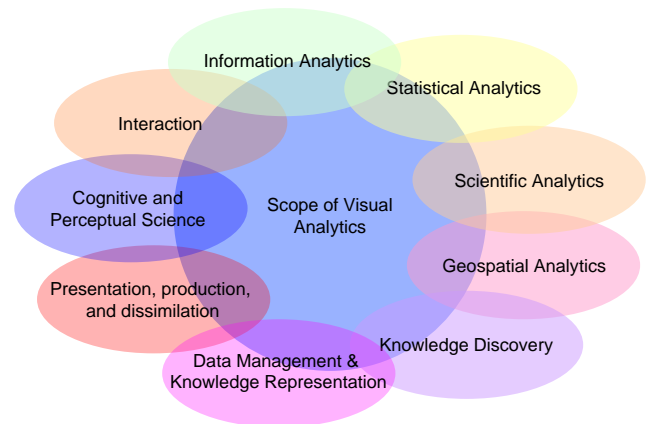 Information Analytics
Statistical Analytics
Interaction
Scientific Analytics
Cognitive and
Perceptual Science
Scope of Visual
Analytics
Geospatial Analytics
Presentation, production,
and dissimilation
Knowledge Discovery
Data Management &
Knowledge Representation